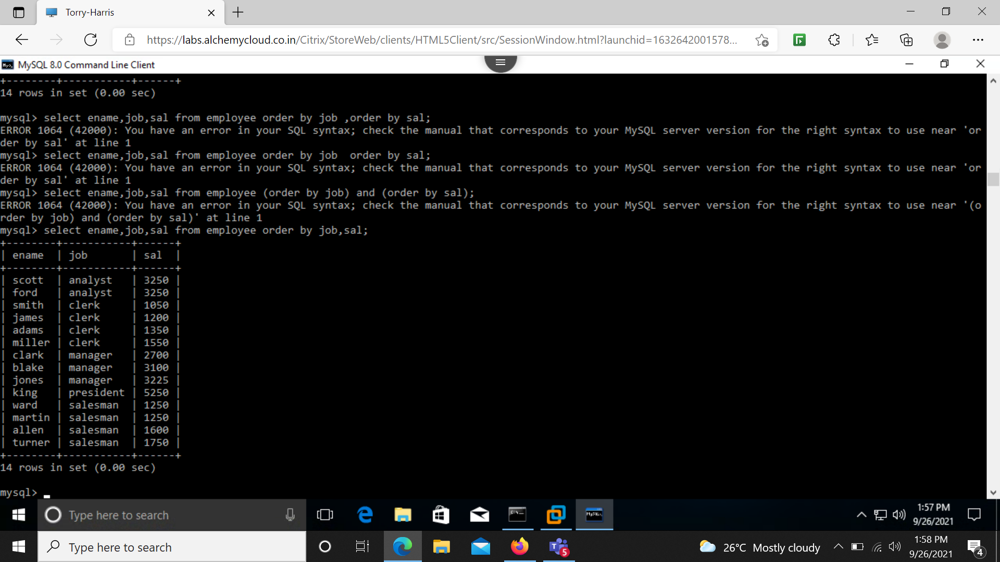 Torry-Harris
https://labs.alchemycloud.co.in/Citrix/StoreWeb/clients/HTML5Client/src/SessionWindow.html?launchid=1632642001578...
MySQL 8.0 Command Line Client
+--------+-----------+------+
14 rows in set (0.00 sec)
mysql> select ename,job,sal from employee order by job ,order by sal;
ERROR 1064 (42000): You have an error in your SQL syntax; check the manual that corresponds to your MySQL server version for the right syntax to use near 'or
der by sal' at line 1
mysql> select ename,job,sal from employee order by job  order by sal;
ERROR 1064 (42000): You have an error in your SQL syntax; check the manual that corresponds to your MySQL server version for the right syntax to use near 'or
der by sal' at line 1
mysql> select ename,job,sal from employee (order by job) and (order by sal);
ERROR 1064 (42000): You have an error in your SQL syntax; check the manual that corresponds to your MySQL server version for the right syntax to use near '(o
rder by job) and (order by sal)' at line 1
mysql> select ename,job,sal from employee order by job,sal;
+--------+-----------+------+
| ename  | job       | sal  |
+--------+-----------+------+
| scott  | analyst   | 3250 |
| ford   | analyst   | 3250 |
| smith  | clerk     | 1050 |
| james  | clerk     | 1200 |
| adams  | clerk     | 1350 |
| miller | clerk     | 1550 |
| clark  | manager   | 2700 |
| blake  | manager   | 3100 |
| jones  | manager   | 3225 |
| king   | president | 5250 |
| ward   | salesman  | 1250 |
| martin | salesman  | 1250 |
| allen  | salesman  | 1600 |
| turner | salesman  | 1750 |
+--------+-----------+------+
14 rows in set (0.00 sec)
mysql> _
Type here to search
1:57 PM
9/26/2021
Type here to search
5
26°C Mostly cloudy
1:58 PM
9/26/2021
4